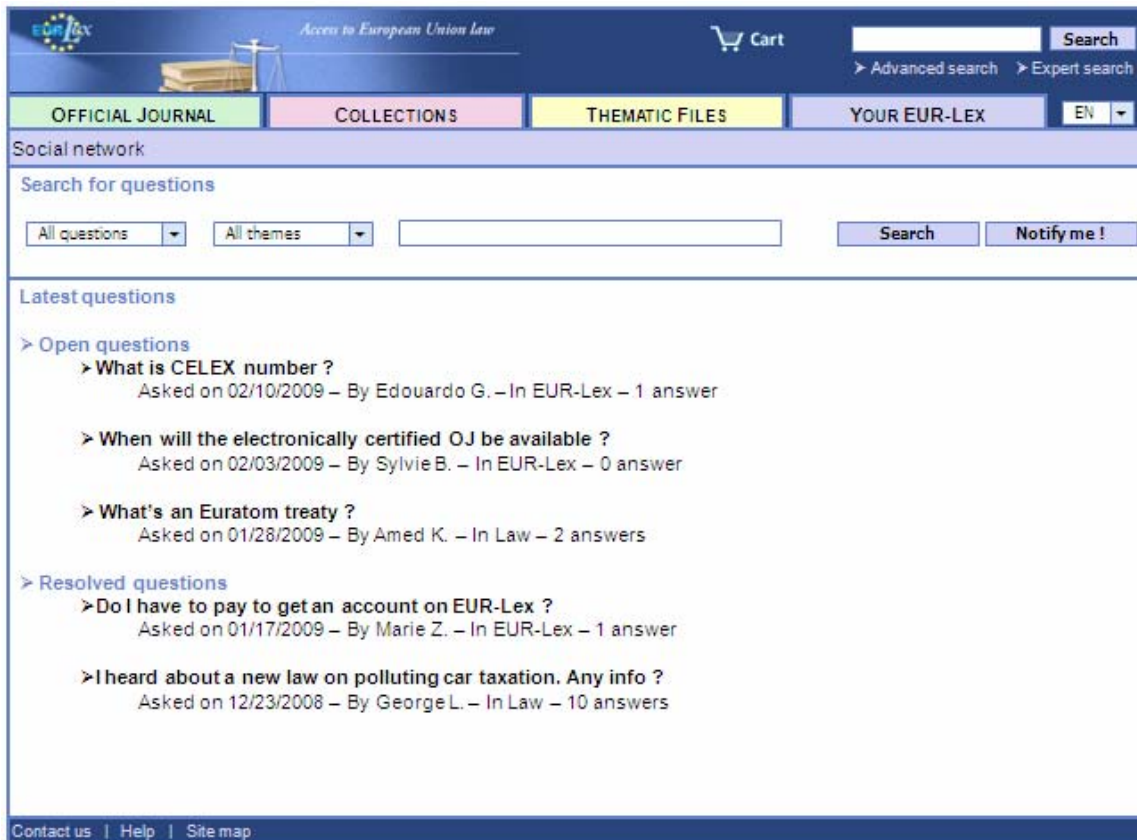 EUR-Lex
Access to European Union law
Cart
Search
➤ Advanced search ➤ Expert search
OFFICIAL JOURNAL COLLECTIONS THEMATIC FILES YOUR EUR-LEX EN
Social network
Search for questions
All questions All themes Search Notify me !
Latest questions
➤ Open questions
➤ What is CELEX number ?
Asked on 02/10/2009 – By Edouardo G. – In EUR-Lex – 1 answer
➤ When will the electronically certified OJ be available ?
Asked on 02/03/2009 – By Sylvie B. – In EUR-Lex – 0 answer
➤ What's an Euratom treaty ?
Asked on 01/28/2009 – By Amed K. – In Law – 2 answers
➤ Resolved questions
➤Do I have to pay to get an account on EUR-Lex ?
Asked on 01/17/2009 – By Marie Z. – In EUR-Lex – 1 answer
➤I heard about a new law on polluting car taxation. Any info ?
Asked on 12/23/2008 – By George L. – In Law – 10 answers
Contact us | Help | Site map